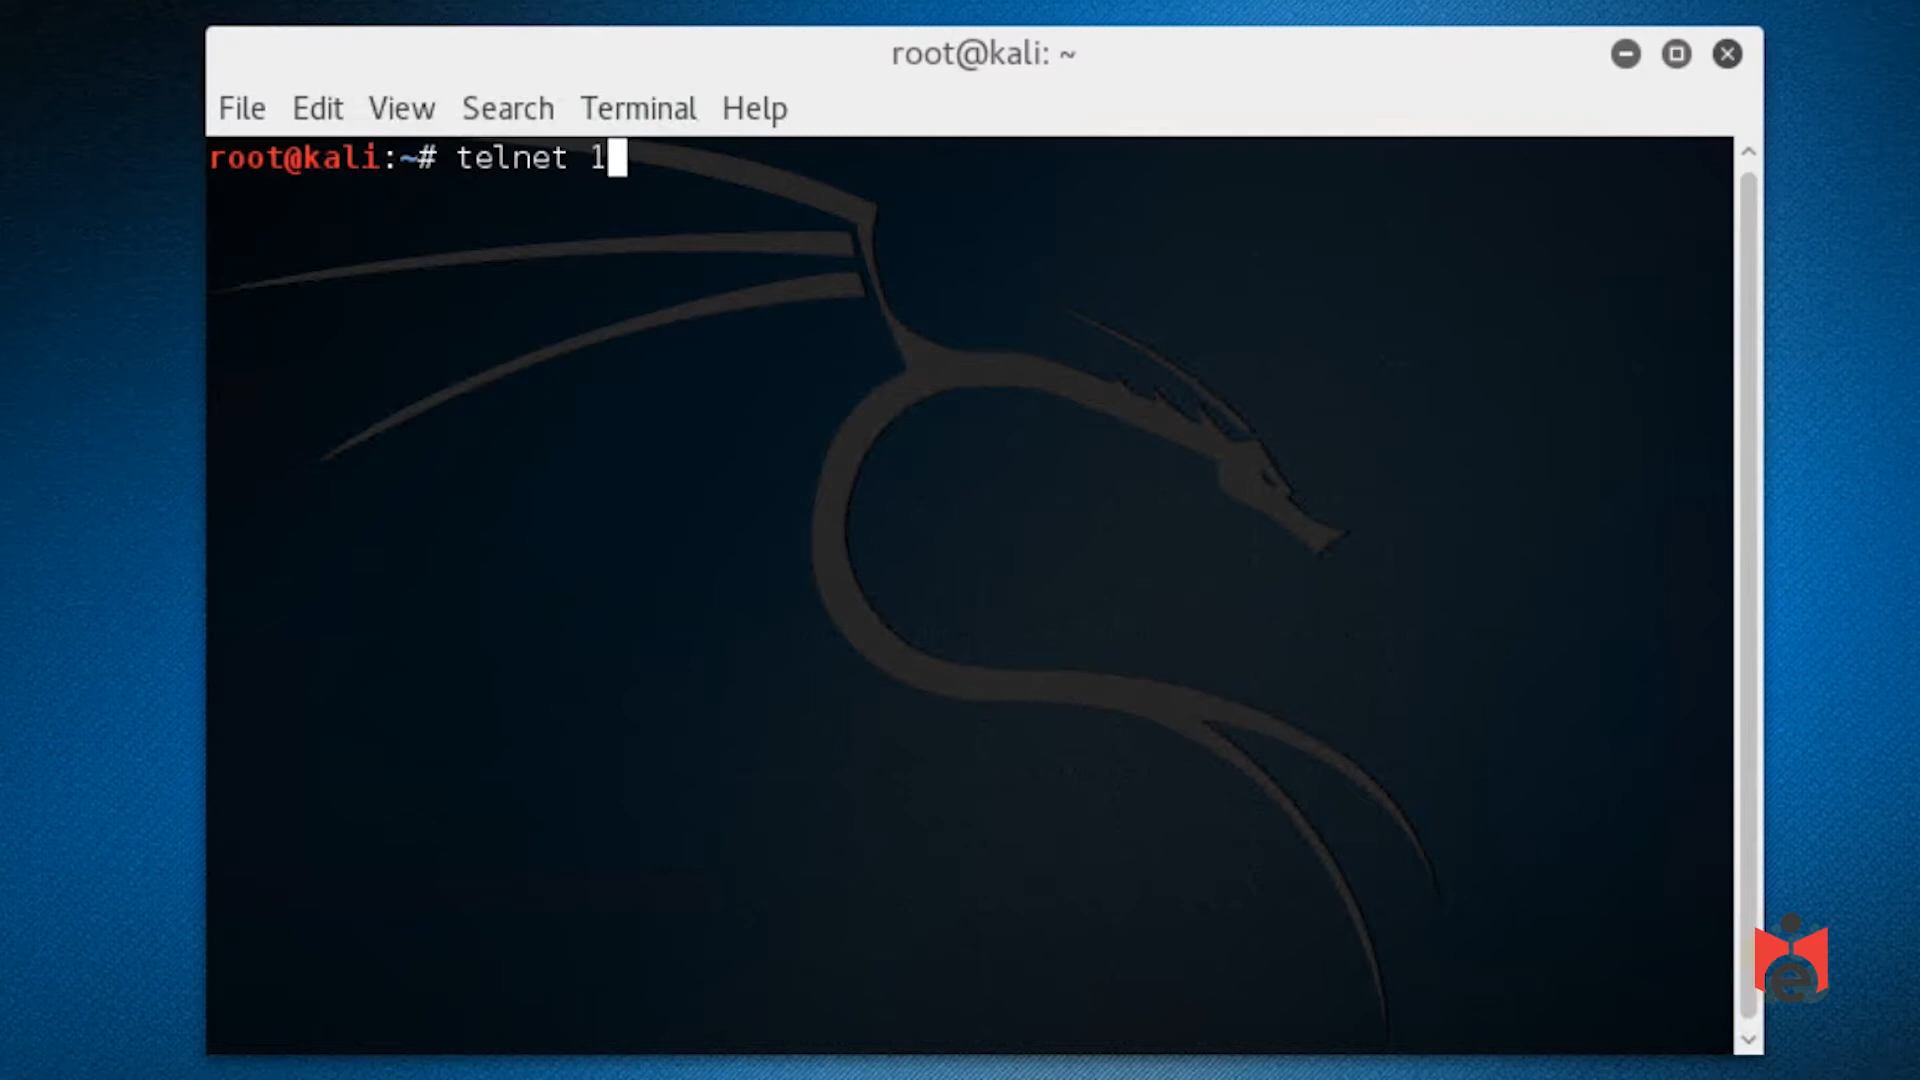 root@kali: ~
File Edit View Search Terminal Help
root@kali:~# telnet 1
e